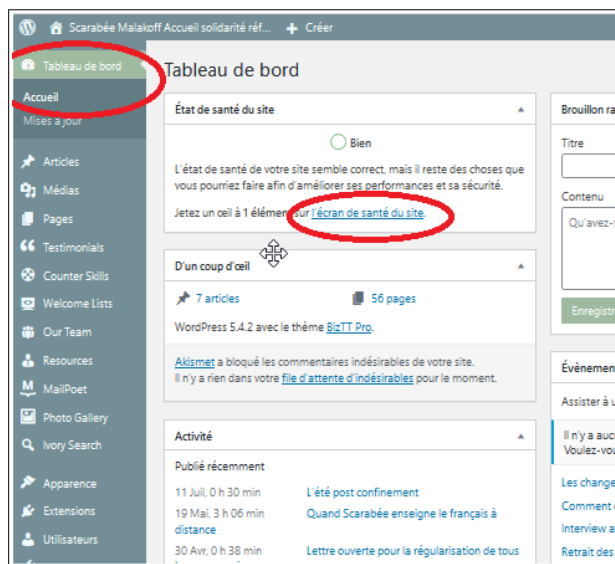 Scarabée Malakoff Accueil solidarité réf... + Créer
Tableau de bord
Accueil
Mises à jour
Articles
Médias
Pages
Testimonials
Counter Skills
Welcome Lists
Our Team
Resources
MailPoet
Photo Gallery
Ivory Search
Apparence
Extensions
Utilisateurs
Tableau de bord
État de santé du site
Bien
L'état de santé de votre site semble correct, mais il reste des choses que
vous pourriez faire afin d'améliorer ses performances et sa sécurité.
Jetez un œil à 1 élément sur l'écran de santé du site.
D'un coup d'œil
7 articles
56 pages
WordPress 5.4.2 avec le thème BizTT Pro.
Akismet a bloqué les commentaires indésirables de votre site.
Il n'y a rien dans votre file d'attente d'indésirables pour le moment.
Activité
Publié récemment
11 Juil, 0 h 30 min L'été post confinement
19 Mai, 3 h 06 min Quand Scarabée enseigne le français à
distance
30 Avr, 0 h 38 min Lettre ouverte pour la régularisation de tous
Brouillon ra
Titre
Contenu
Qu'avez-
Enregistr
Évènemen
Assister à u
Il n'y a auc
Voulez-vou
Les change
Comment
Interview a
Retrait des